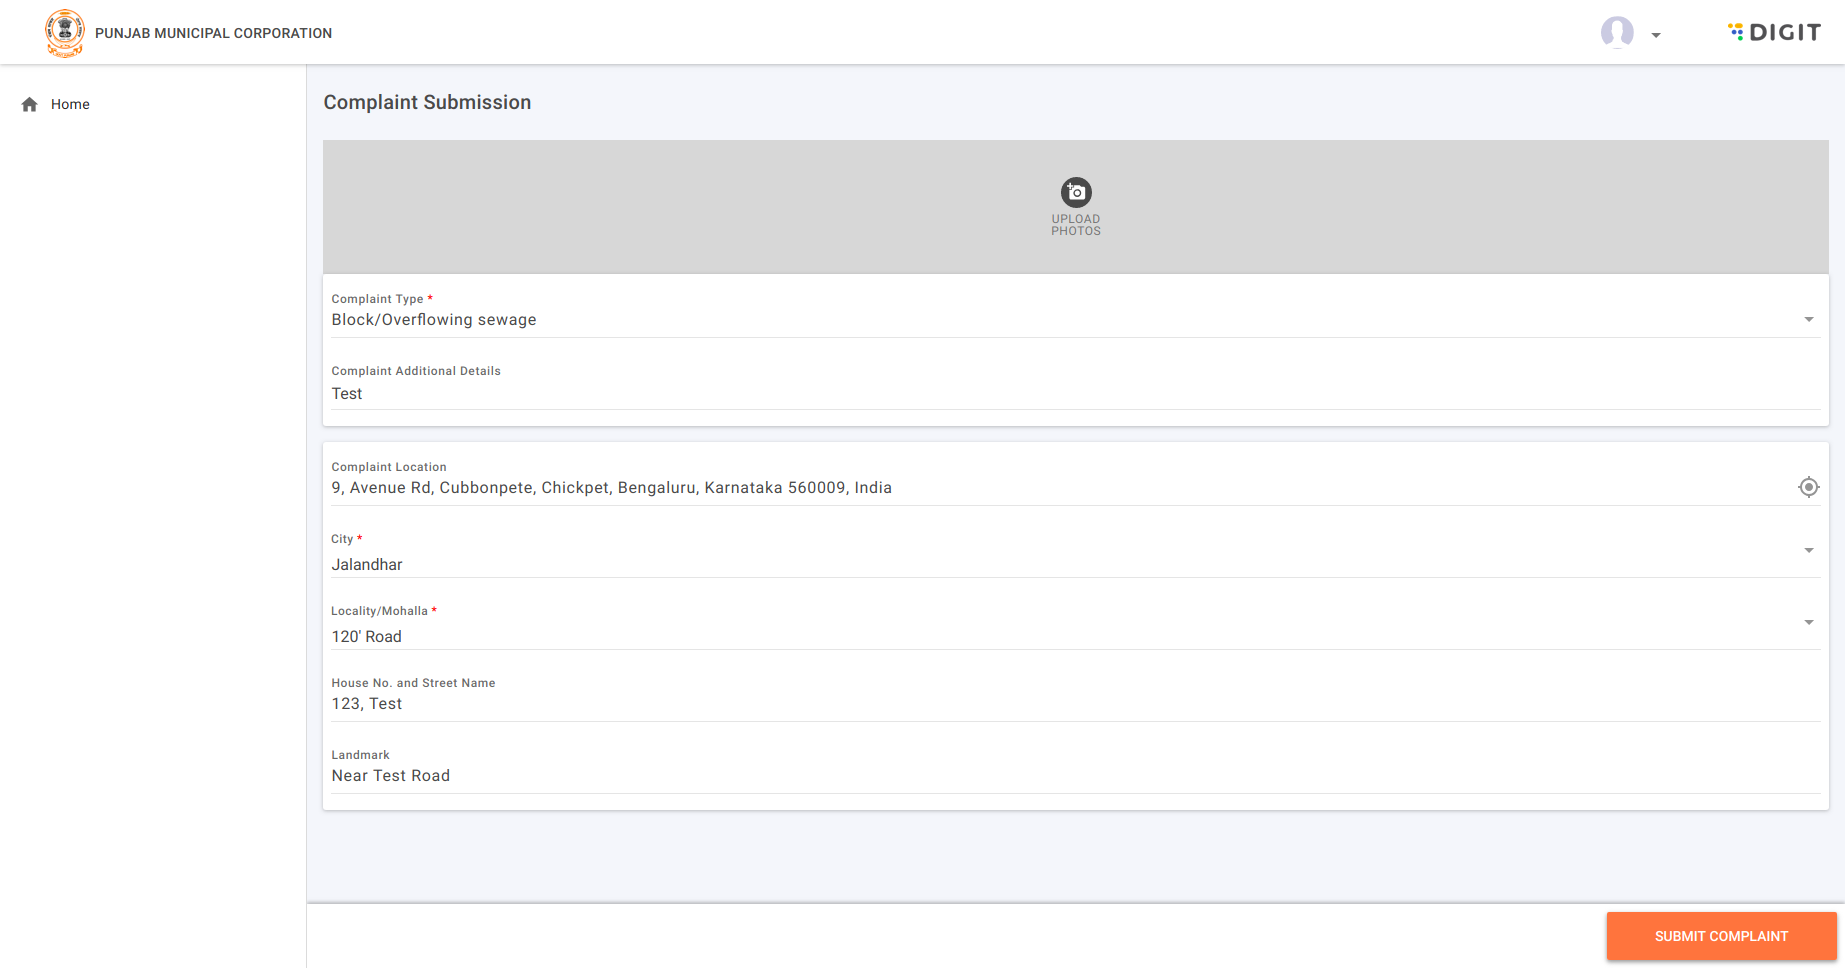 PUNJAB MUNICIPAL CORPORATION
DIGIT
Home
Complaint Submission
UPLOAD
PHOTOS
Complaint Type *
Block/Overflowing sewage
Complaint Additional Details
Test
Complaint Location
9, Avenue Rd, Cubbonpete, Chickpet, Bengaluru, Karnataka 560009, India
City *
Jalandhar
Locality/Mohalla *
120' Road
House No. and Street Name
123, Test
Landmark
Near Test Road
SUBMIT COMPLAINT